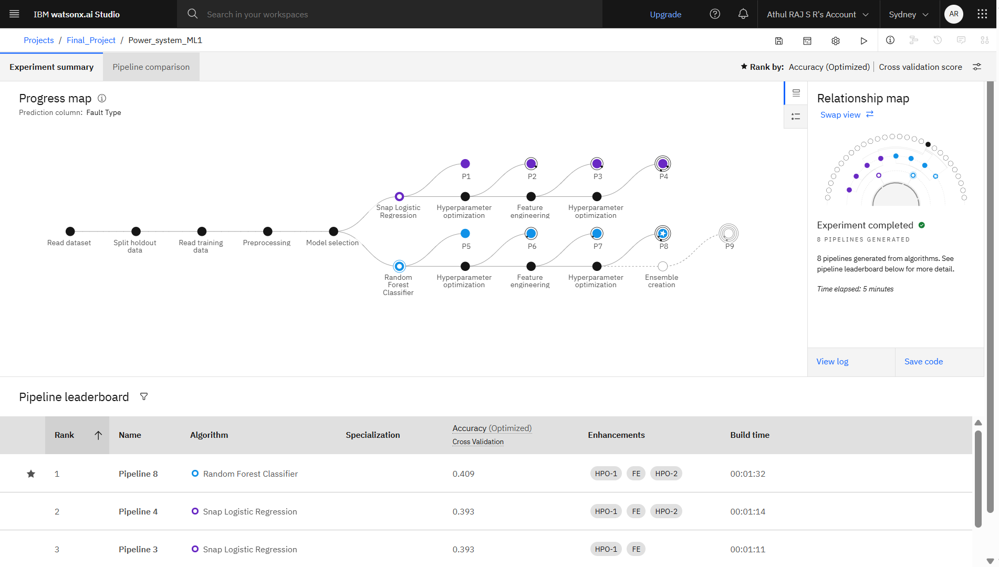 IBM watsonx.ai Studio
Search in your workspaces
Upgrade
Athul RAJ S R's Account
Sydney
AR
Projects / Final_Project / Power_system_ML1
Experiment summary
Pipeline comparison
Rank by: Accuracy (Optimized) | Cross validation score
Progress map
Prediction column: Fault Type
P1
P2
P3
P4
Snap Logistic
Regression
Hyperparameter
optimization
Feature
engineering
Hyperparameter
optimization
Read dataset
Split holdout
data
Read training
data
Preprocessing
Model selection
P5
P6
P7
P8
P9
Random
Forest
Classifier
Hyperparameter
optimization
Feature
engineering
Hyperparameter
optimization
Ensemble
creation
Relationship map
Swap view
Experiment completed
8 PIPELINES GENERATED
8 pipelines generated from algorithms. See
pipeline leaderboard below for more detail.
Time elapsed: 5 minutes
View log
Save code
Pipeline leaderboard
Rank
Name
Algorithm
Specialization
Accuracy (Optimized)
Cross Validation
Enhancements
Build time
1 Pipeline 8 Random Forest Classifier 0.409 HPO-1 FE HPO-2 00:01:32
2 Pipeline 4 Snap Logistic Regression 0.393 HPO-1 FE HPO-2 00:01:14
3 Pipeline 3 Snap Logistic Regression 0.393 HPO-1 FE 00:01:11